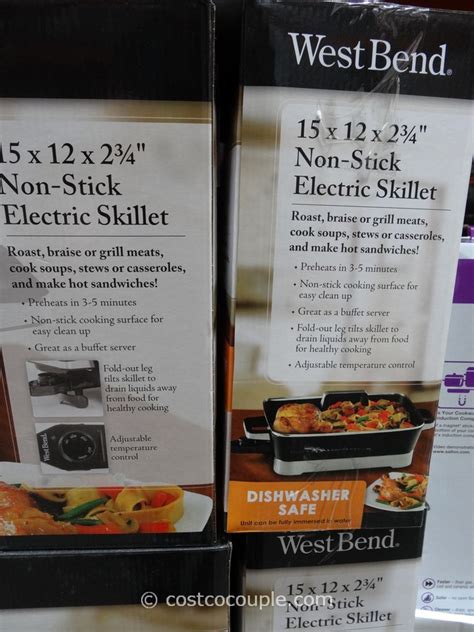 15 x 12 x 2¾"
Non-Stick
Electric Skillet
Roast, braise or grill meats,
cook soups, stews or casseroles,
and make hot sandwiches!
• Preheats in 3-5 minutes
• Non-stick cooking surface for
easy clean up
• Great as a buffet server
Fold-out leg
tilts skillet to
drain liquids away
from food for
healthy cooking
West Bend
Adjustable
temperature
control
West Bend®
15 x 12 x 2¾"
Non-Stick
Electric Skillet
Roast, braise or grill meats,
cook soups, stews or casseroles,
and make hot sandwiches!
• Preheats in 3-5 minutes
• Non-stick cooking surface for
easy clean up
• Great as a buffet server
• Fold-out leg tilts skillet to
drain liquids away from food
for healthy cooking
• Adjustable temperature control
DISHWASHER
SAFE
Unit can be fully immersed in water
West Bend®
15 x 12 x 2¾"
Non-Stick
Electric Skillet
© costcocouple.com